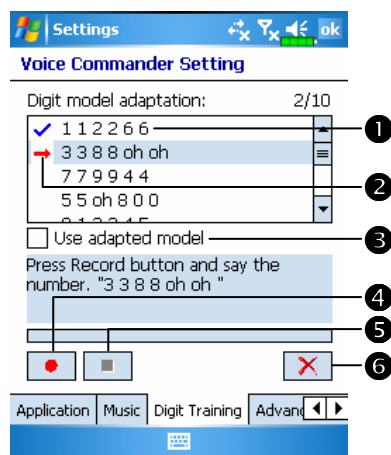 Settings ok
Voice Commander Setting
Digit model adaptation: 2/10
1 1 2 2 6 6 1
3 3 8 8 oh oh
7 7 9 9 4 4 2
5 5 oh 8 0 0
Use adapted model 3
Press Record button and say the
number. "3 3 8 8 oh oh "
4
5
6
Application Music Digit Training Advanc